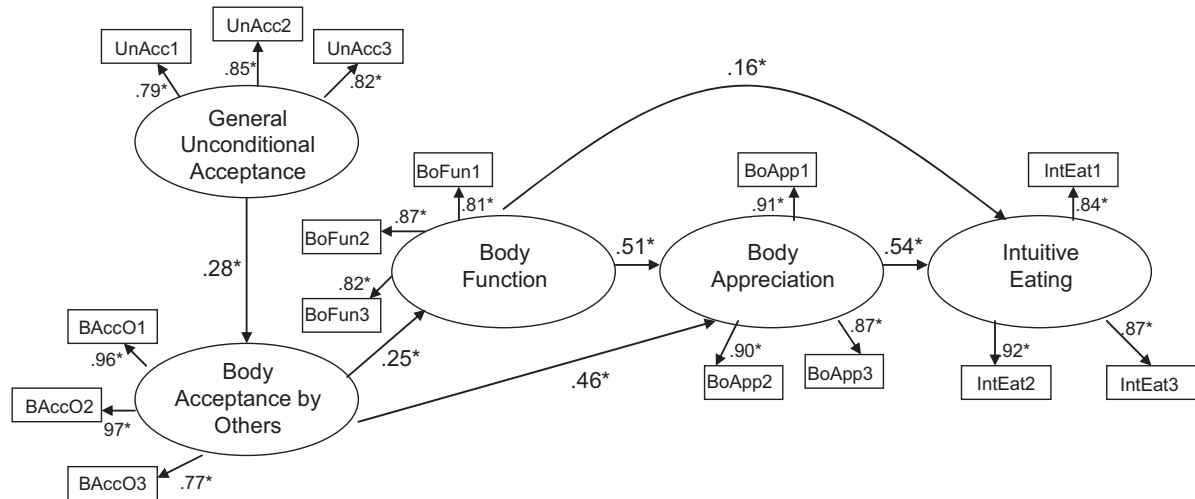 UnAcc1
UnAcc2
UnAcc3
.79*
.85*
.82*
General
Unconditional
Acceptance
.16*
.28*
BoFun1
.81*
BoFun2
.87*
BoFun3
.82*
Body
Function
.51*
BoApp1
.91*
Body
Appreciation
.54*
BoApp2
.90*
BoApp3
.87*
IntEat1
.84*
Intuitive
Eating
IntEat2
92*
IntEat3
.87*
BAccO1
.96*
BAccO2
97*
BAccO3
.77*
Body
Acceptance by
Others
.25*
.46*